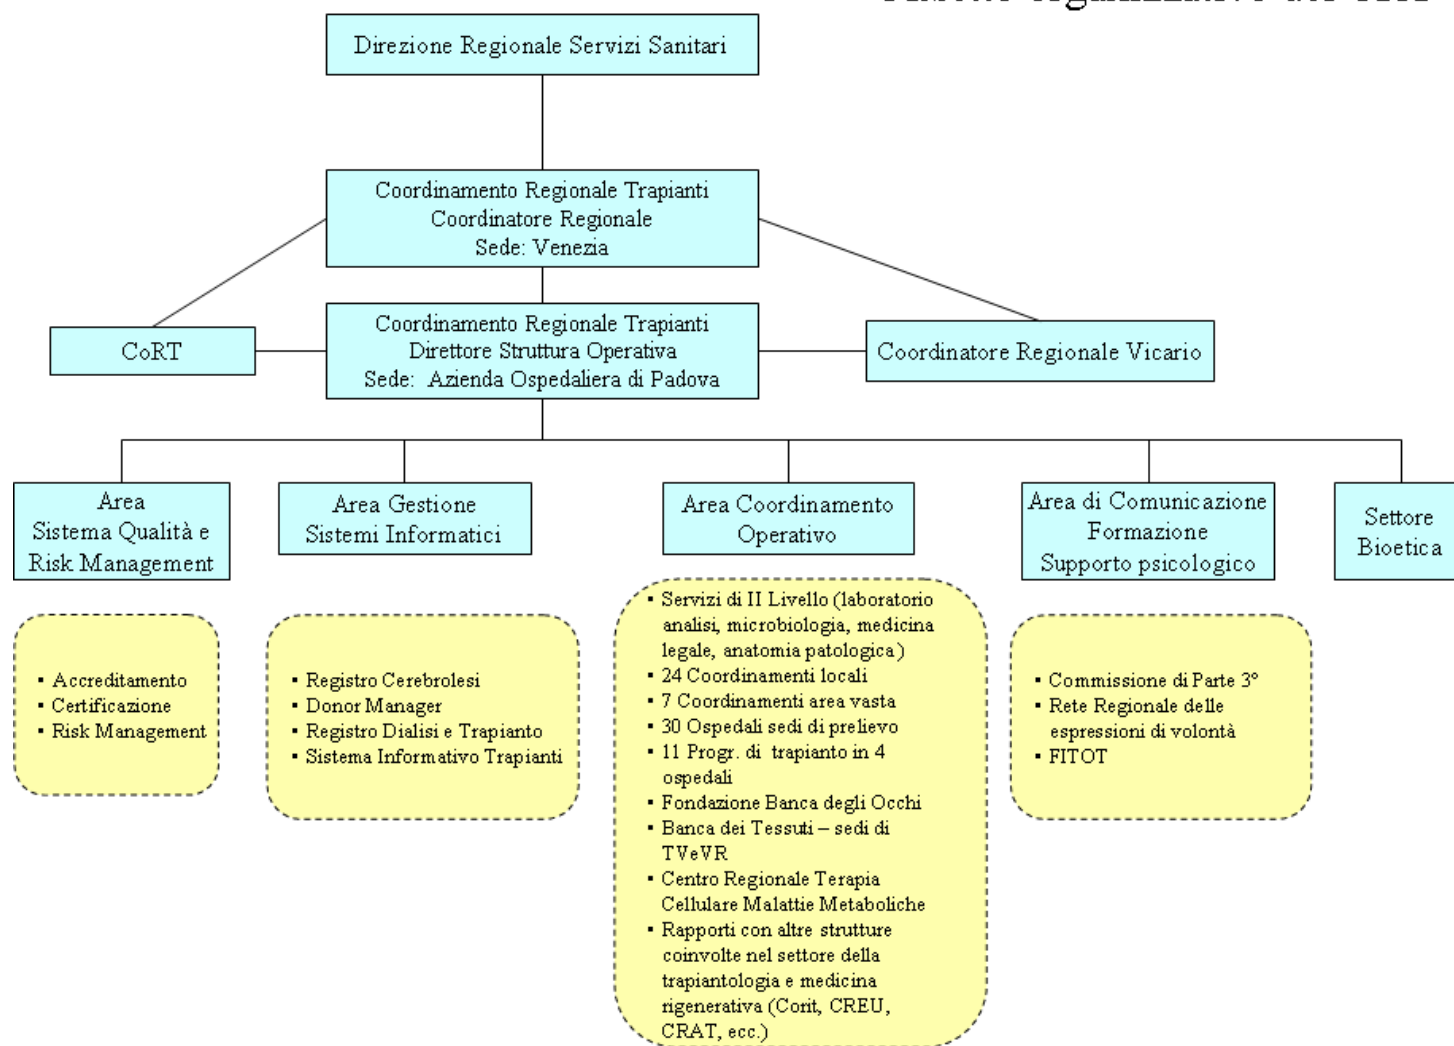 Direzione Regionale Servizi Sanitari
Coordinamento Regionale Trapianti
Coordinatore Regionale
Sede: Venezia
CoRT
Coordinamento Regionale Trapianti
Direttore Struttura Operativa
Sede: Azienda Ospedaliera di Padova
Coordinatore Regionale Vicario
Area
Sistema Qualità e
Risk Management
Area Gestione
Sistemi Informatici
Area Coordinamento
Operativo
Area di Comunicazione
Formazione
Supporto psicologico
Settore
Bioetica
▪ Accreditamento
▪ Certificazione
▪ Risk Management
▪ Registro Cerebrolesi
▪ Donor Manager
▪ Registro Dialisi e Trapianto
▪ Sistema Informativo Trapianti
▪ Servizi di II Livello (laboratorio
analisi, microbiologia, medicina
legale, anatomia patologica)
▪ 24 Coordinamenti locali
▪ 7 Coordinamenti area vasta
▪ 30 Ospedali sedi di prelievo
▪ 11 Progr. di trapianto in 4
ospedali
▪ Fondazione Banca degli Occhi
▪ Banca dei Tessuti – sedi di
TVeVR
▪ Centro Regionale Terapia
Cellulare Malattie Metaboliche
▪ Rapporti con altre strutture
coinvolte nel settore della
trapiantologia e medicina
rigenerativa (Corit, CREU,
CRAT, ecc.)
▪ Commissione di Parte 3°
▪ Rete Regionale delle
espressioni di volontà
▪ FITOT